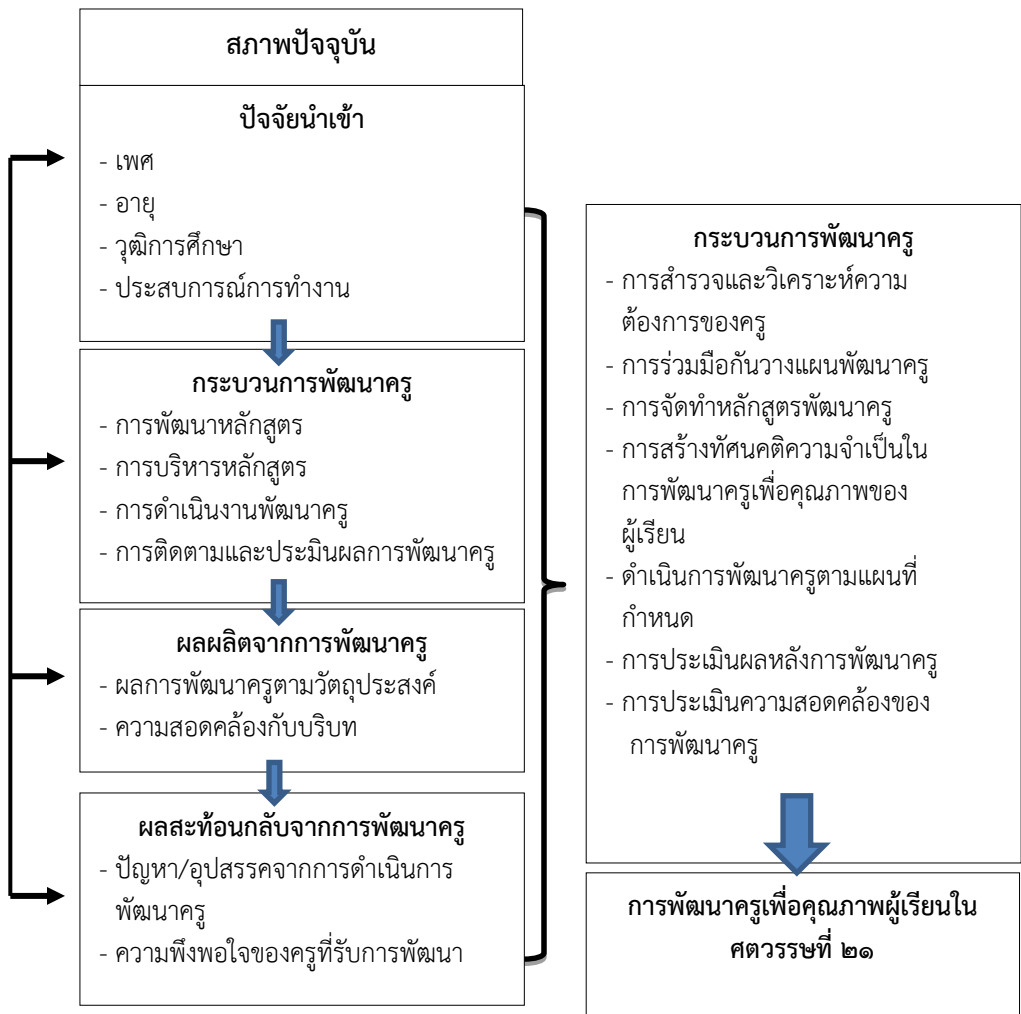 สภาพปัจจุบัน
ปัจจัยนำเข้า
- เพศ
- อายุ
- วุฒิการศึกษา
- ประสบการณ์การทำงาน
กระบวนการพัฒนาครู
- การพัฒนาหลักสูตร
- การบริหารหลักสูตร
- การดำเนินงานพัฒนาครู
- การติดตามและประมินผลการพัฒนาครู
ผลผลิตจากการพัฒนาครู
- ผลการพัฒนาครูตามวัตถุประสงค์
- ความสอดคล้องกับบริบท
ผลสะท้อนกลับจากการพัฒนาครู
- ปัญหา/อุปสรรคจากการดำเนินการ
พัฒนาครู
- ความพึงพอใจของครูที่รับการพัฒนา
กระบวนการพัฒนาครู
- การสำรวจและวิเคราะห์ความ
ต้องการของครู
- การร่วมมือกันวางแผนพัฒนาครู
- การจัดทำหลักสูตรพัฒนาครู
- การสร้างทัศนคติความจำเป็นใน
การพัฒนาครูเพื่อคุณภาพของ
ผู้เรียน
- ดำเนินการพัฒนาครูตามแผนที่
กำหนด
- การประเมินผลหลังการพัฒนาครู
- การประเมินความสอดคล้องของ
การพัฒนาครู
การพัฒนาครูเพื่อคุณภาพผู้เรียนใน
ศตวรรษที่ ๒๑